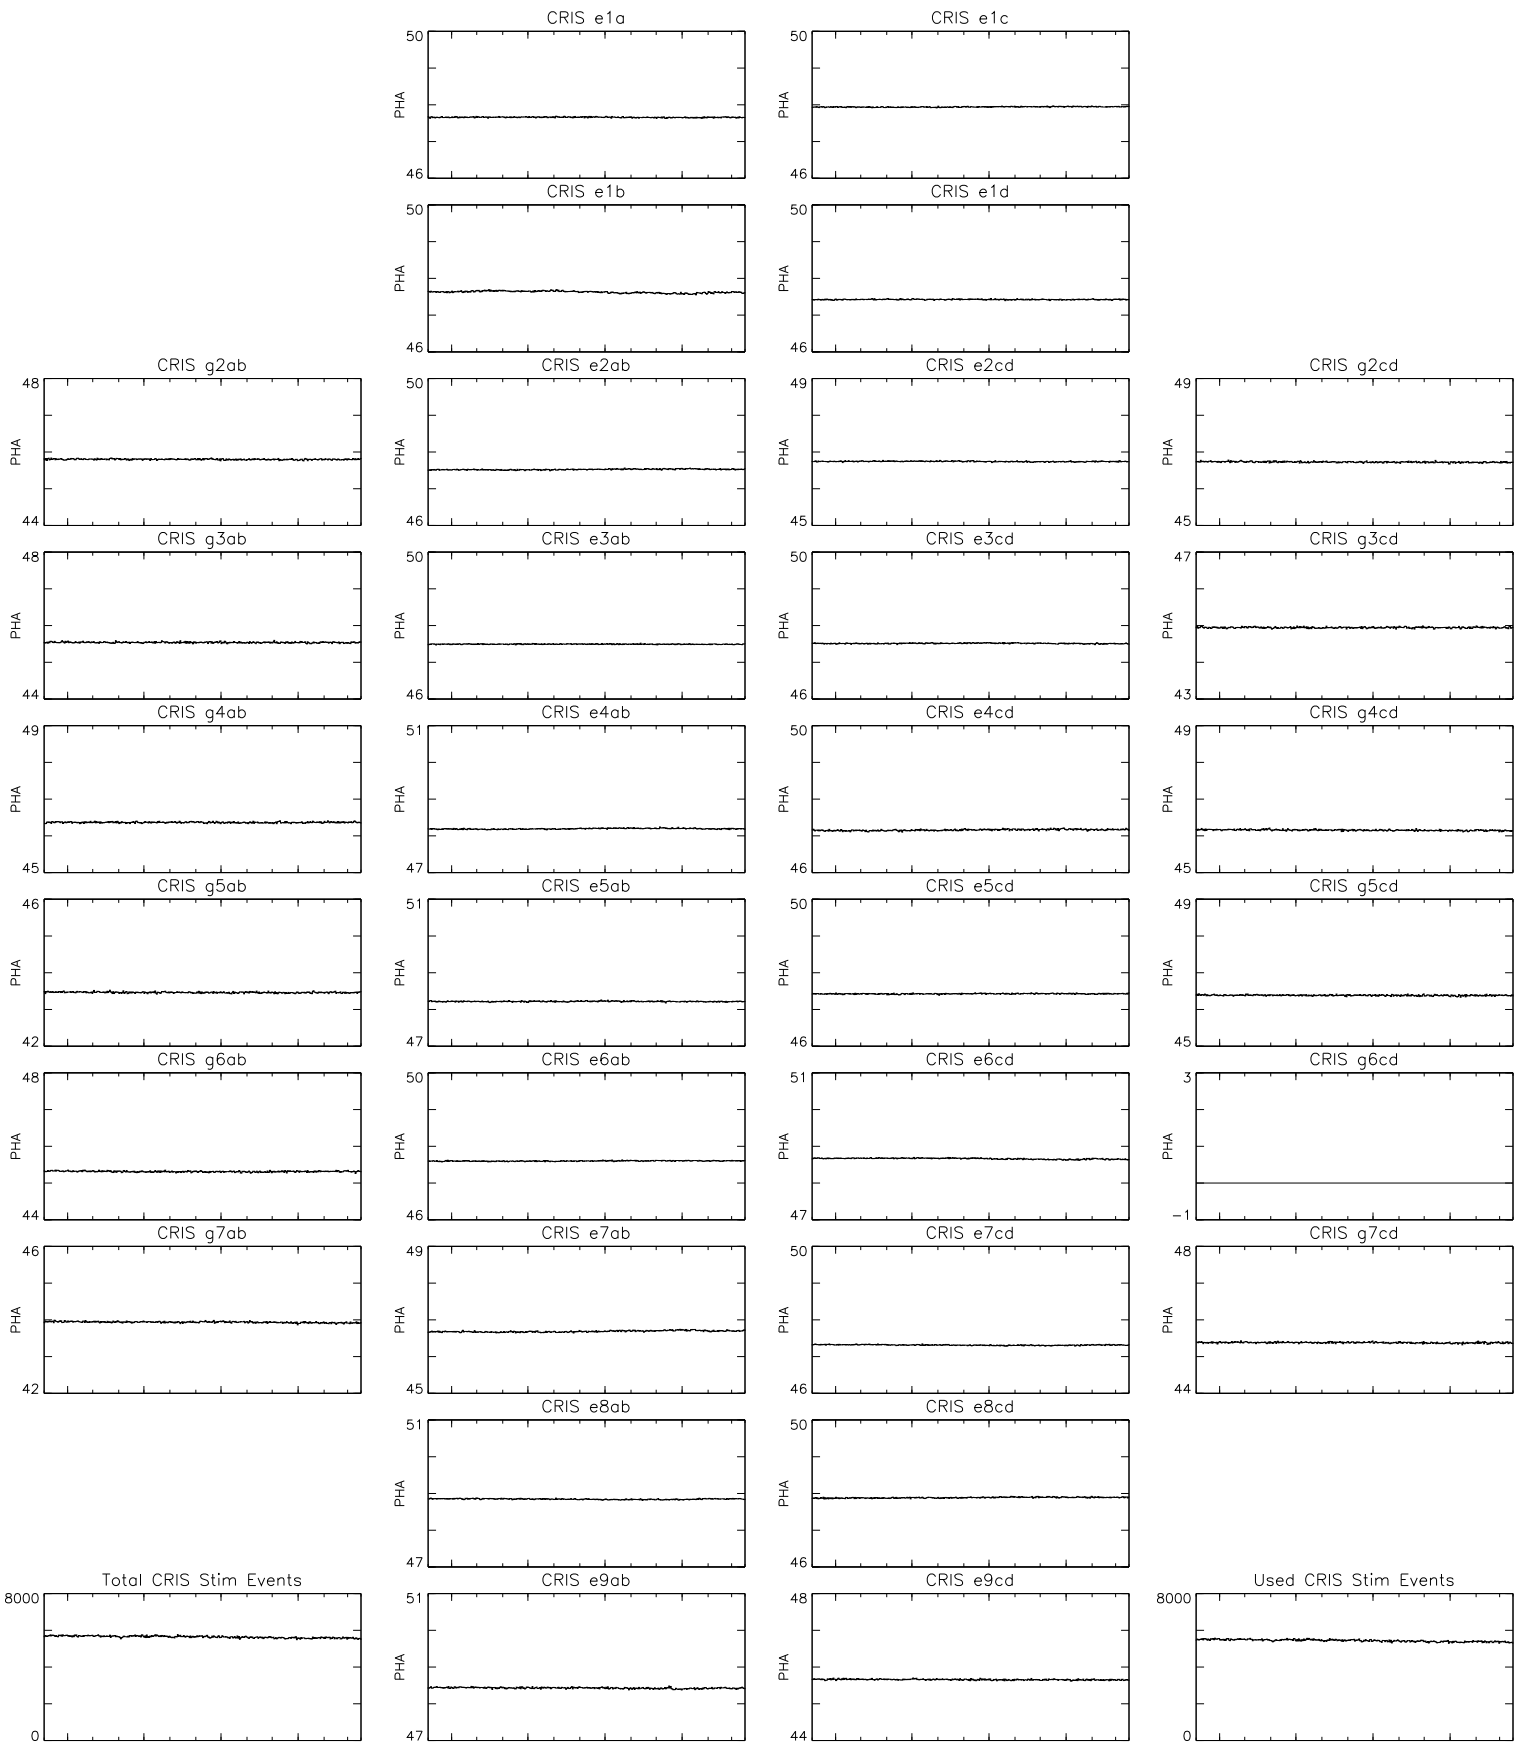 CRIS e1a CRIS e1c
50 50
PHA PHA
46 46
CRIS e1b CRIS e1d
50 50
PHA PHA
46 46
CRIS g2ab CRIS e2ab CRIS e2cd CRIS g2cd
48 50 49 49
PHA PHA PHA PHA
44 46 45 45
CRIS g3ab CRIS e3ab CRIS e3cd CRIS g3cd
48 50 50 47
PHA PHA PHA PHA
44 46 46 43
CRIS g4ab CRIS e4ab CRIS e4cd CRIS g4cd
49 51 50 49
PHA PHA PHA PHA
45 47 46 45
CRIS g5ab CRIS e5ab CRIS e5cd CRIS g5cd
46 51 50 49
PHA PHA PHA PHA
42 47 46 45
CRIS g6ab CRIS e6ab CRIS e6cd CRIS g6cd
48 50 51 3
PHA PHA PHA PHA
44 46 47 -1
CRIS g7ab CRIS e7ab CRIS e7cd CRIS g7cd
46 49 50 48
PHA PHA PHA PHA
42 45 46 44
CRIS e8ab CRIS e8cd
51 50
PHA PHA
47 46
Total CRIS Stim Events CRIS e9ab CRIS e9cd Used CRIS Stim Events
8000 51 48 8000
PHA PHA
0 47 44 0